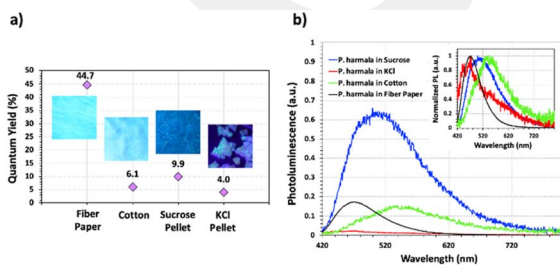 a)
b)
Quantum Yield (%)
50
45
40
35
30
25
20
15
10
5
0
44.7
6.1
9.9
4.0
Fiber Paper
Cotton
Sucrose Pellet
KCl Pellet
Photoluminescence (a.u.)
1
0.9
0.8
0.7
0.6
0.5
0.4
0.3
0.2
0.1
0
420
520
620
720
Wavelength (nm)
P. harmala in Sucrose
P. harmala in KCl
P. harmala in Cotton
P. harmala in Fiber Paper
Normalized PL (a.u.)
1
0.8
0.6
0.4
0.2
0
420
520
620
720
Wavelength (nm)